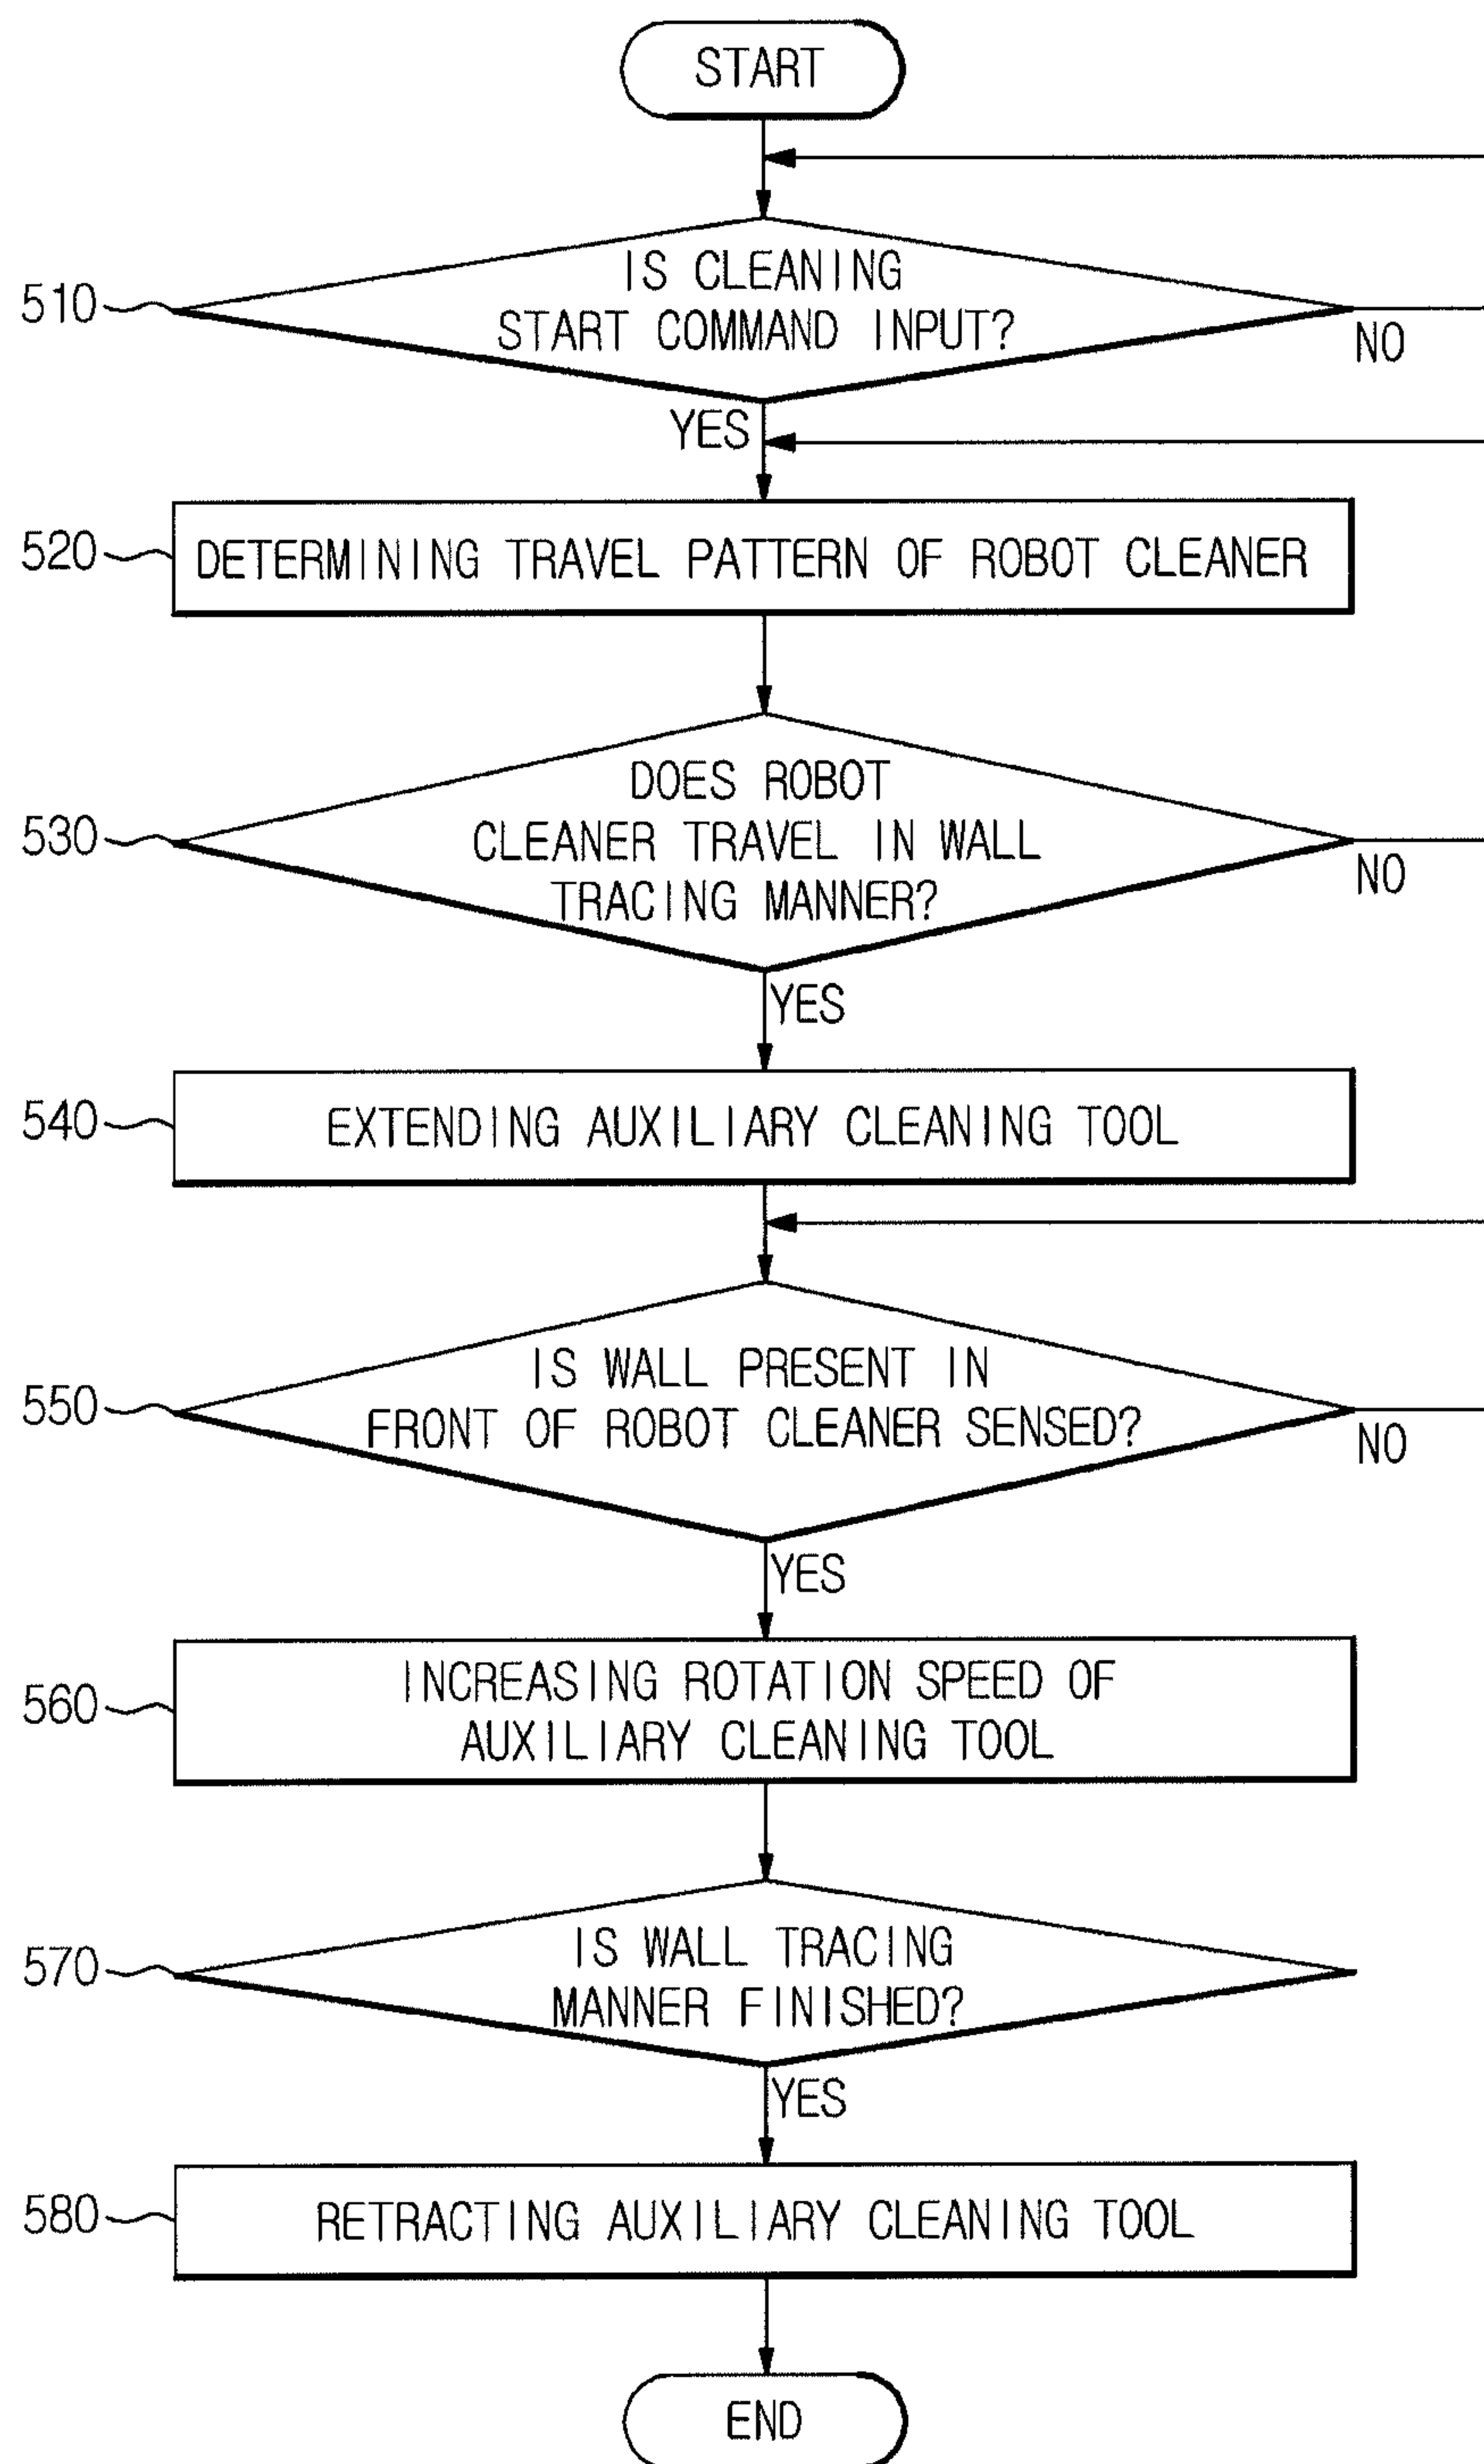 START
IS CLEANING
START COMMAND INPUT?
510
NO
YES
520
DETERMINING TRAVEL PATTERN OF ROBOT CLEANER
DOES ROBOT
CLEANER TRAVEL IN WALL
TRACING MANNER?
530
NO
YES
540
EXTENDING AUXILIARY CLEANING TOOL
IS WALL PRESENT IN
FRONT OF ROBOT CLEANER SENSED?
550
NO
YES
560
INCREASING ROTATION SPEED OF
AUXILIARY CLEANING TOOL
IS WALL TRACING
MANNER FINISHED?
570
YES
580
RETRACTING AUXILIARY CLEANING TOOL
END